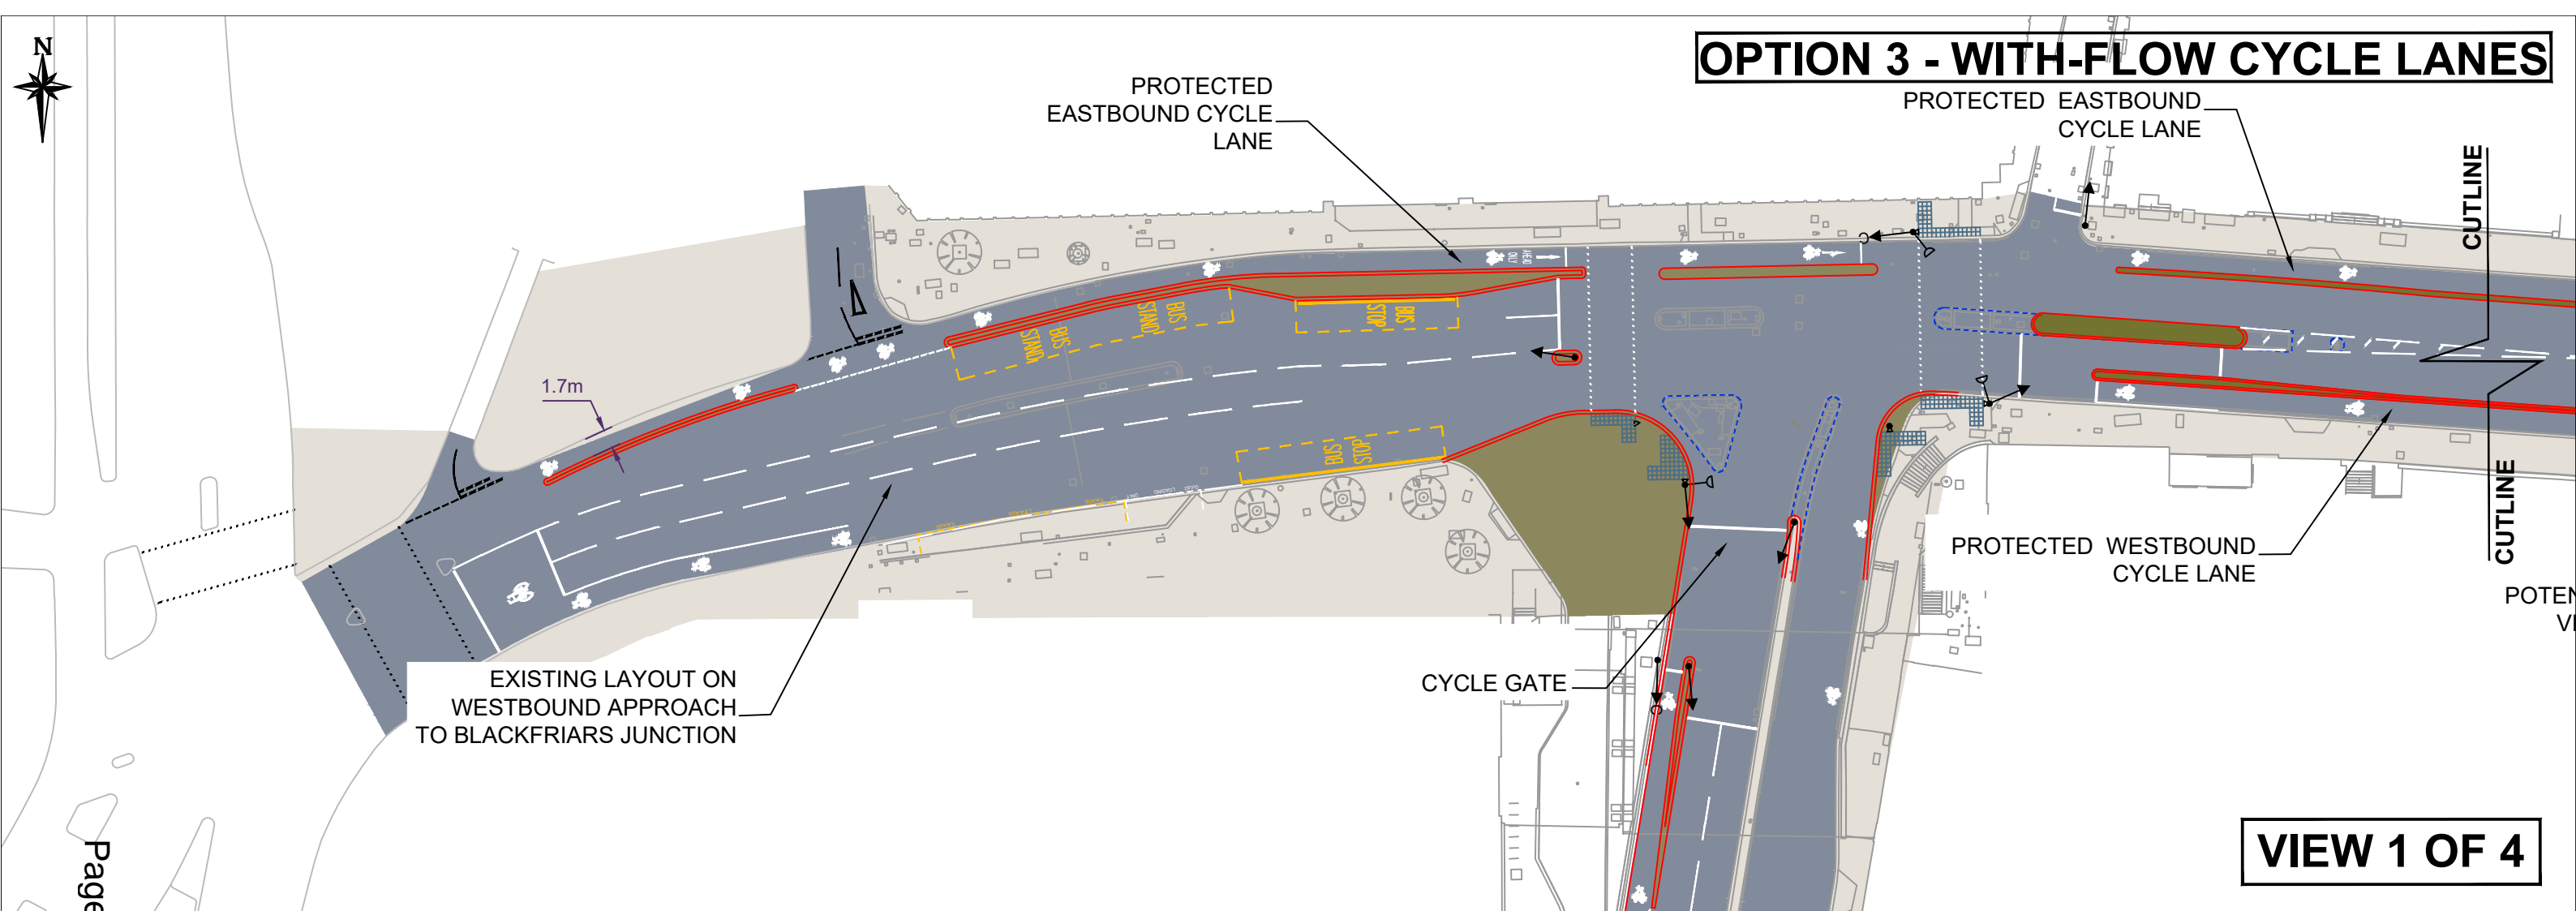 N
OPTION 3 - WITH-FLOW CYCLE LANES
PROTECTED
EASTBOUND CYCLE
LANE
PROTECTED EASTBOUND
CYCLE LANE
CUTLINE
AHEAD
ONLY
BUS
STAND
BUS
STAND
BUS
STOP
1.7m
BUS
STOP
CUTLINE
PROTECTED WESTBOUND
CYCLE LANE
EXISTING LAYOUT ON
WESTBOUND APPROACH
TO BLACKFRIARS JUNCTION
CYCLE GATE
VIEW 1 OF 4
Page